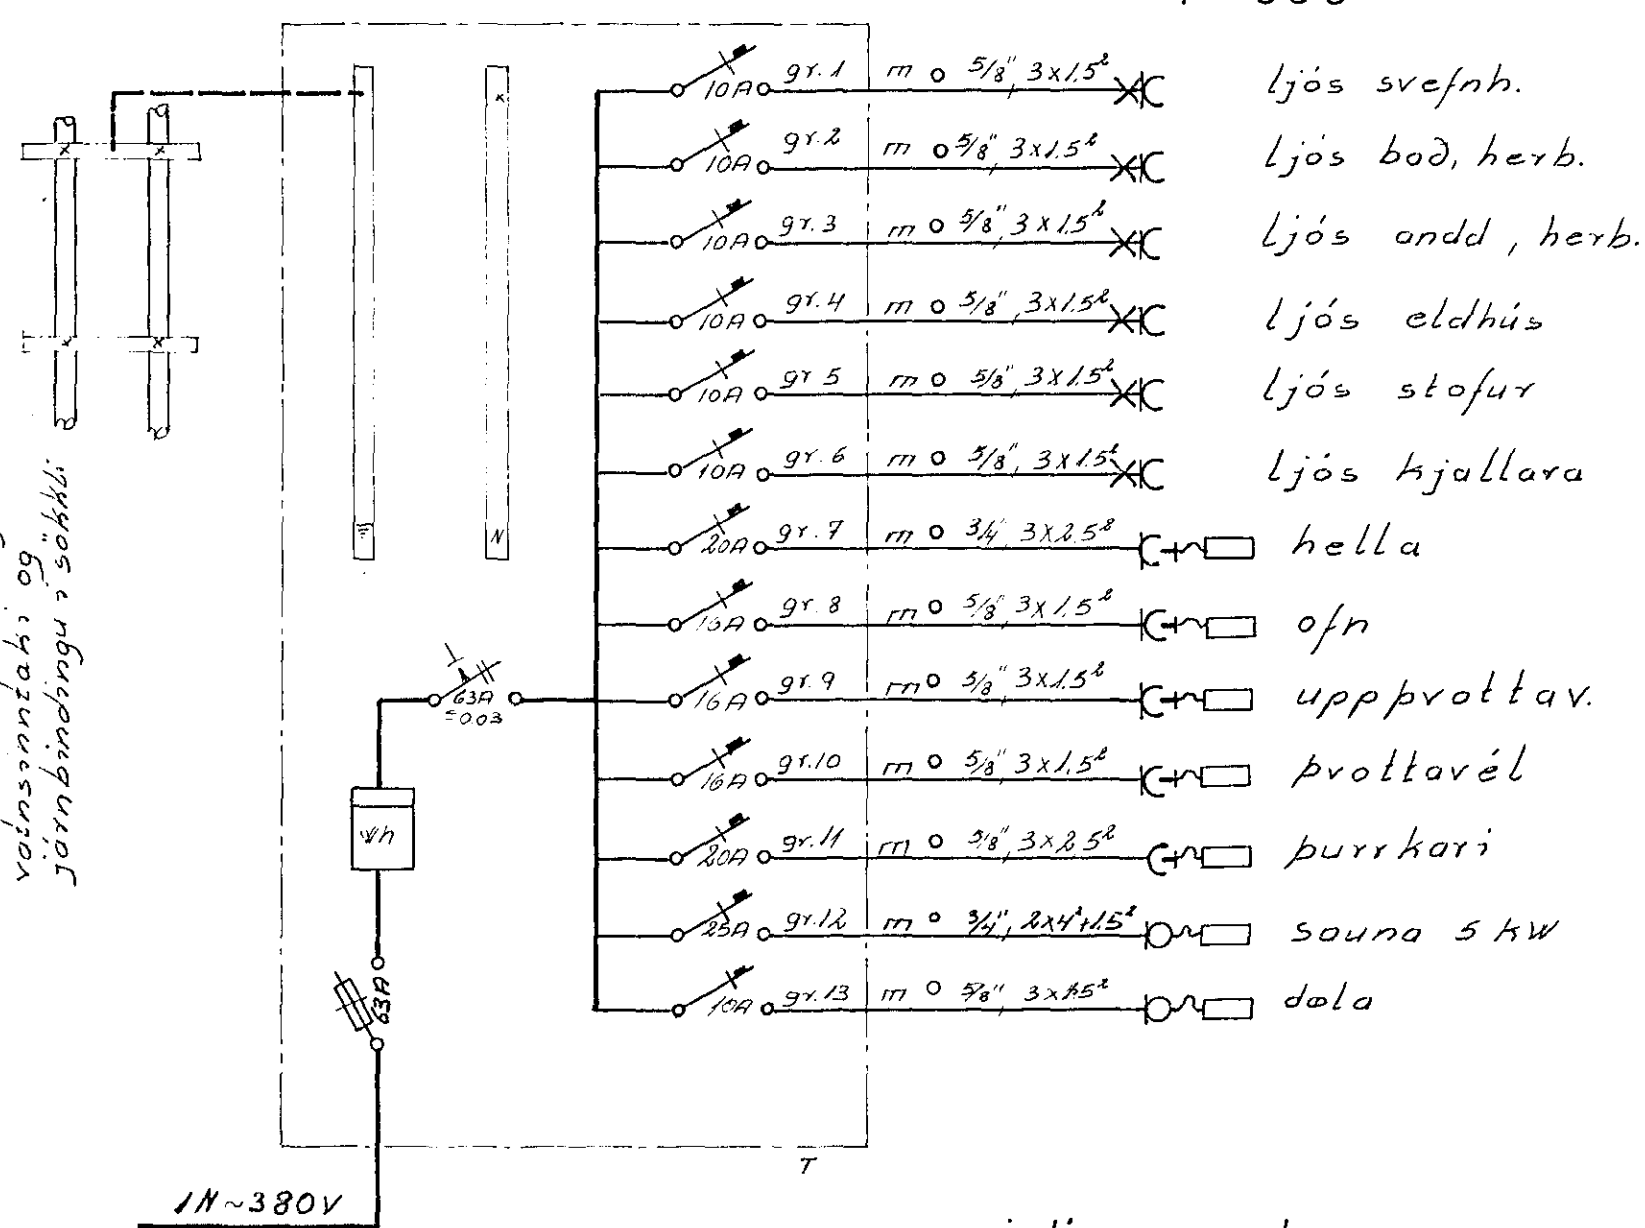 10A gr.1 m 5/8", 3x1.5² ljós svefnh.
10A gr.2 m 5/8", 3x1.5² ljós bað, herb.
10A gr.3 m 5/8", 3x1.5² ljós andd, herb.
10A gr.4 m 5/8", 3x1.5² ljós eldhús
10A gr 5 m 5/8", 3x1.5² ljós stofur
10A gr.6 m 5/8", 3x1.5² ljós kjallara
20A gr.7 m 3/4" 3x2.5² hella
16A gr.8 m 5/8" 3x1.5² ofn
63A
=0.03
16A gr.9 m 5/8" 3x1.5² uppþvottav.
16A gr.10 m 5/8" 3x1.5² þvottavél
Wh
20A gr.11 m 5/8", 3x2.5² þurrkari
25A gr.12 m 3/4", 2x4²+1.5² sauna 5 kW
63A
10A gr.13 m 5/8" 3x1.5² dæla
N
vatnsinntaki og
járnbindingu í sökkli
T
1N~380V